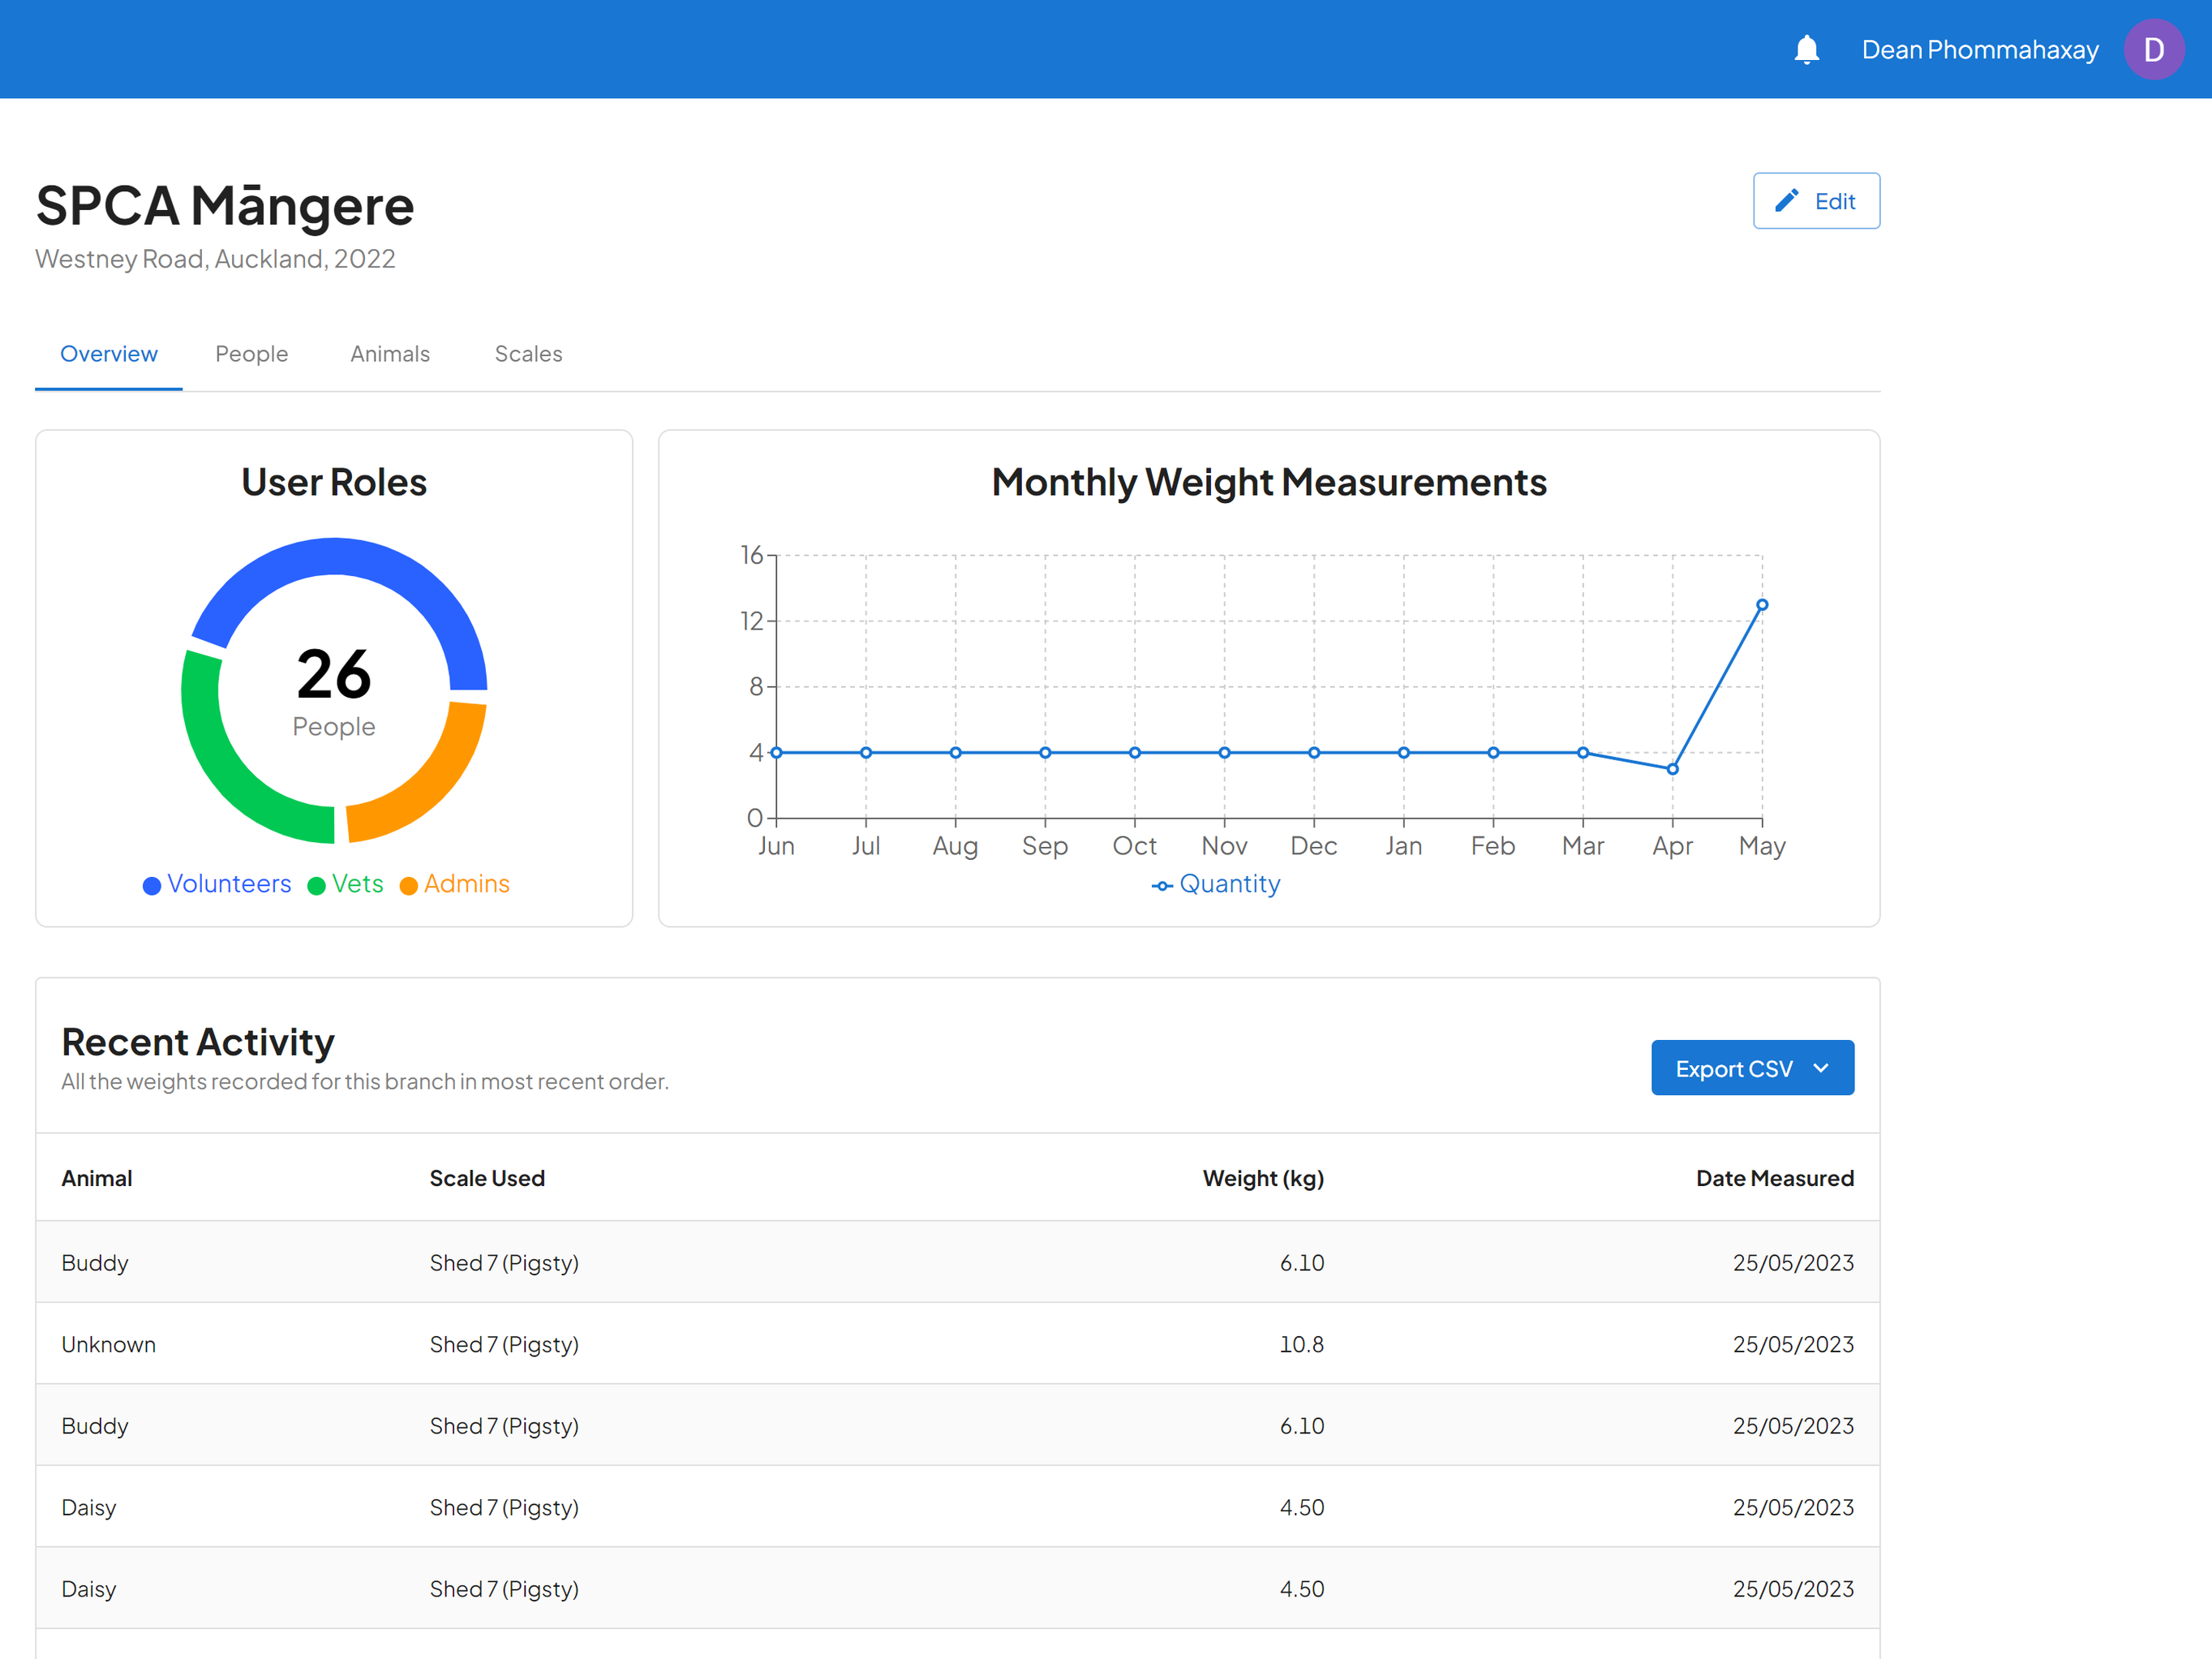 Dean Phommahaxay D
SPCA Māngere
Edit
Westney Road, Auckland, 2022
Overview People Animals Scales
User Roles
26
People
Volunteers Vets Admins
Monthly Weight Measurements
16
12
8
4
0
Jun Jul Aug Sep Oct Nov Dec Jan Feb Mar Apr May
Quantity
Recent Activity
All the weights recorded for this branch in most recent order.
Export CSV
Animal Scale Used Weight (kg) Date Measured
Buddy Shed 7 (Pigsty) 6.10 25/05/2023
Unknown Shed 7 (Pigsty) 10.8 25/05/2023
Buddy Shed 7 (Pigsty) 6.10 25/05/2023
Daisy Shed 7 (Pigsty) 4.50 25/05/2023
Daisy Shed 7 (Pigsty) 4.50 25/05/2023